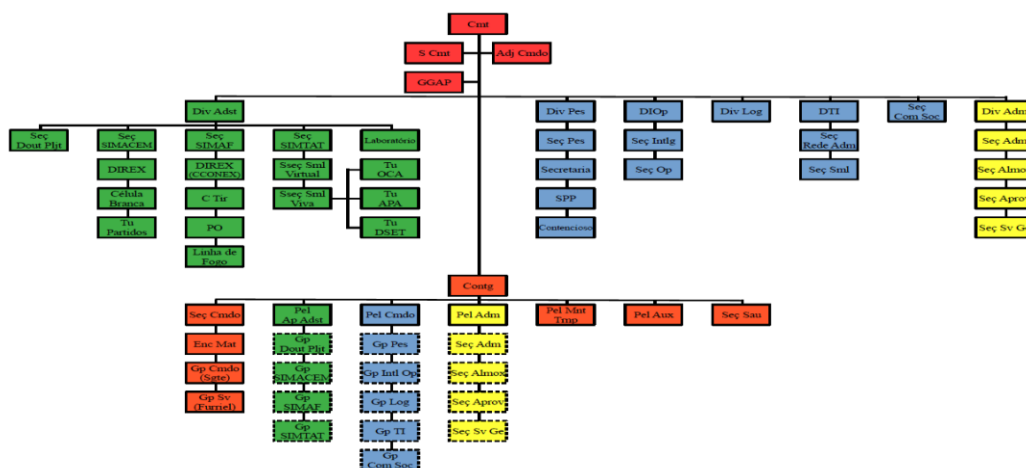 Cmt
S Cmt
Adj Cmdo
GGAP
Div Adst
Div Pes
DIOp
Div Log
DTI
Seç
Com Soc
Div Adm
Seç
Dout Pljt
Seç
SIMACEM
Seç
SIMAF
Seç
SIMTAT
Laboratório
Seç Pes
Seç Intlg
Seç
Rede Adm
Seç Adm
DIREX
DIREX
(CCONEX)
Sseç Sml
Virtual
Tu
OCA
Secretaria
Seç Op
Seç Sml
Seç Almox
Célula
Branca
C Tir
Sseç Sml
Viva
Tu
APA
SPP
Seç Aprov
Tu
Partidos
PO
Tu
DSET
Contencioso
Seç Sv Ge
Linha de
Fogo
Contg
Seç Cmdo
Pel
Ap Adst
Pel Cmdo
Pel Adm
Pel Mnt
Tmp
Pel Aux
Seç Sau
Enc Mat
Gp
Dout Pljt
Gp Pes
Seç Adm
Gp Cmdo
(Sgte)
Gp
SIMACEM
Gp Intl Op
Seç Almox
Gp Sv
(Furriel)
Gp
SIMAF
Gp Log
Seç Aprov
Gp
SIMTAT
Gp TI
Seç Sv Ge
Gp
Com Soc